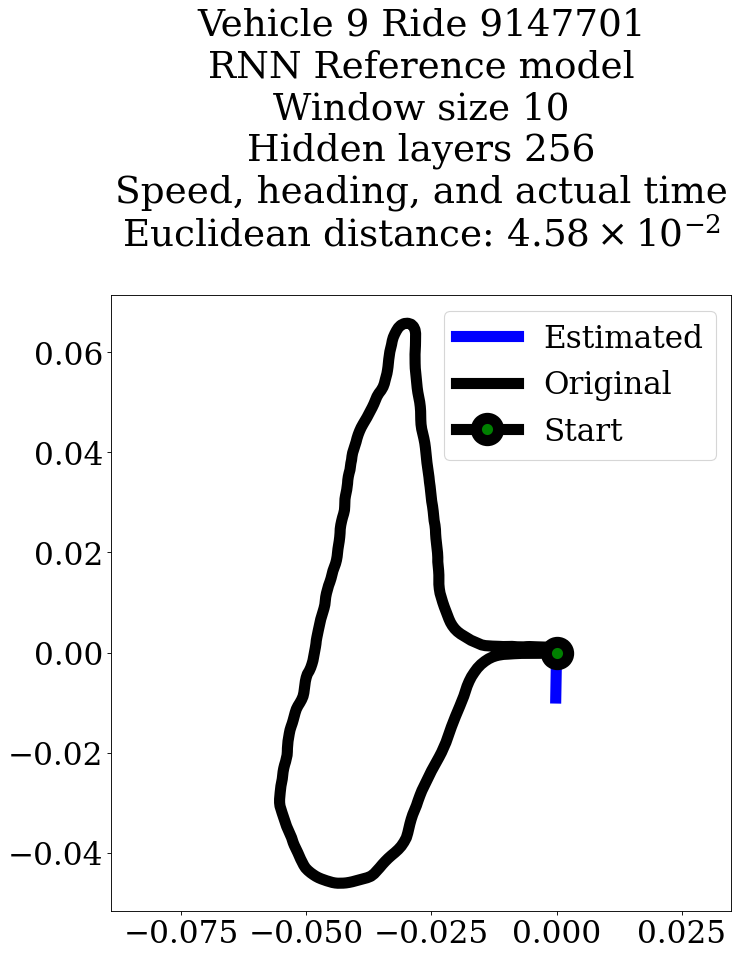 Vehicle 9 Ride 9147701
RNN Reference model
Window size 10
Hidden layers 256
Speed, heading, and actual time
Euclidean distance: 4.58 × 10⁻²
Estimated
Original
Start
0.06
0.04
0.02
0.00
−0.02
−0.04
−0.075 −0.050 −0.025 0.000 0.025